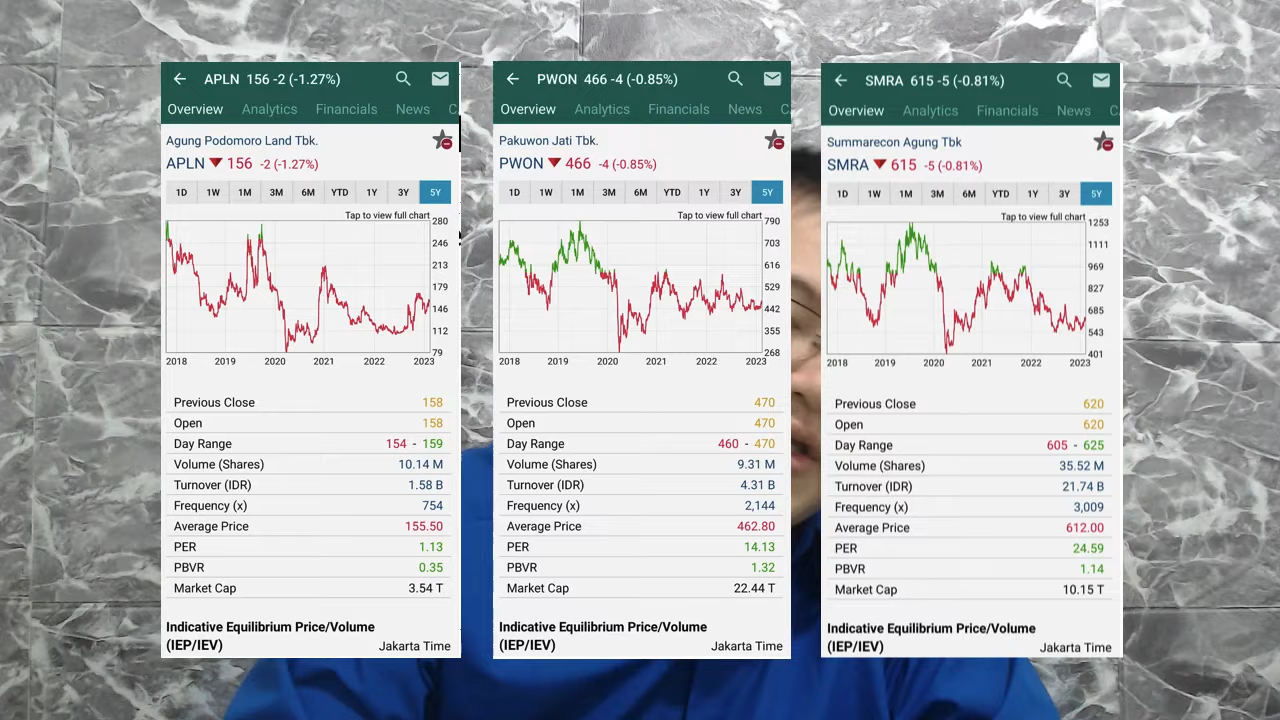 APLN 156 -2 (-1.27%)
Overview Analytics Financials News C
Agung Podomoro Land Tbk.
APLN 156 -2 (-1.27%)
1D 1W 1M 3M 6M YTD 1Y 3Y 5Y
Tap to view full chart
280
246
213
179
146
112
79
2018 2019 2020 2021 2022 2023
Previous Close 158
Open 158
Day Range 154 - 159
Volume (Shares) 10.14 M
Turnover (IDR) 1.58 B
Frequency (x) 754
Average Price 155.50
PER 1.13
PBVR 0.35
Market Cap 3.54 T
Indicative Equilibrium Price/Volume
(IEP/IEV) Jakarta Time
PWON 466 -4 (-0.85%)
Overview Analytics Financials News C
Pakuwon Jati Tbk.
PWON 466 -4 (-0.85%)
1D 1W 1M 3M 6M YTD 1Y 3Y 5Y
Tap to view full chart
790
703
616
529
442
355
268
2018 2019 2020 2021 2022 2023
Previous Close 470
Open 470
Day Range 460 - 470
Volume (Shares) 9.31 M
Turnover (IDR) 4.31 B
Frequency (x) 2,144
Average Price 462.80
PER 14.13
PBVR 1.32
Market Cap 22.44 T
Indicative Equilibrium Price/Volume
(IEP/IEV) Jakarta Time
SMRA 615 -5 (-0.81%)
Overview Analytics Financials News C
Summarecon Agung Tbk
SMRA 615 -5 (-0.81%)
1D 1W 1M 3M 6M YTD 1Y 3Y 5Y
Tap to view full chart
1253
1111
969
827
685
543
401
2018 2019 2020 2021 2022 2023
Previous Close 620
Open 620
Day Range 605 - 625
Volume (Shares) 35.52 M
Turnover (IDR) 21.74 B
Frequency (x) 3,009
Average Price 612.00
PER 24.59
PBVR 1.14
Market Cap 10.15 T
Indicative Equilibrium Price/Volume
(IEP/IEV) Jakarta Time